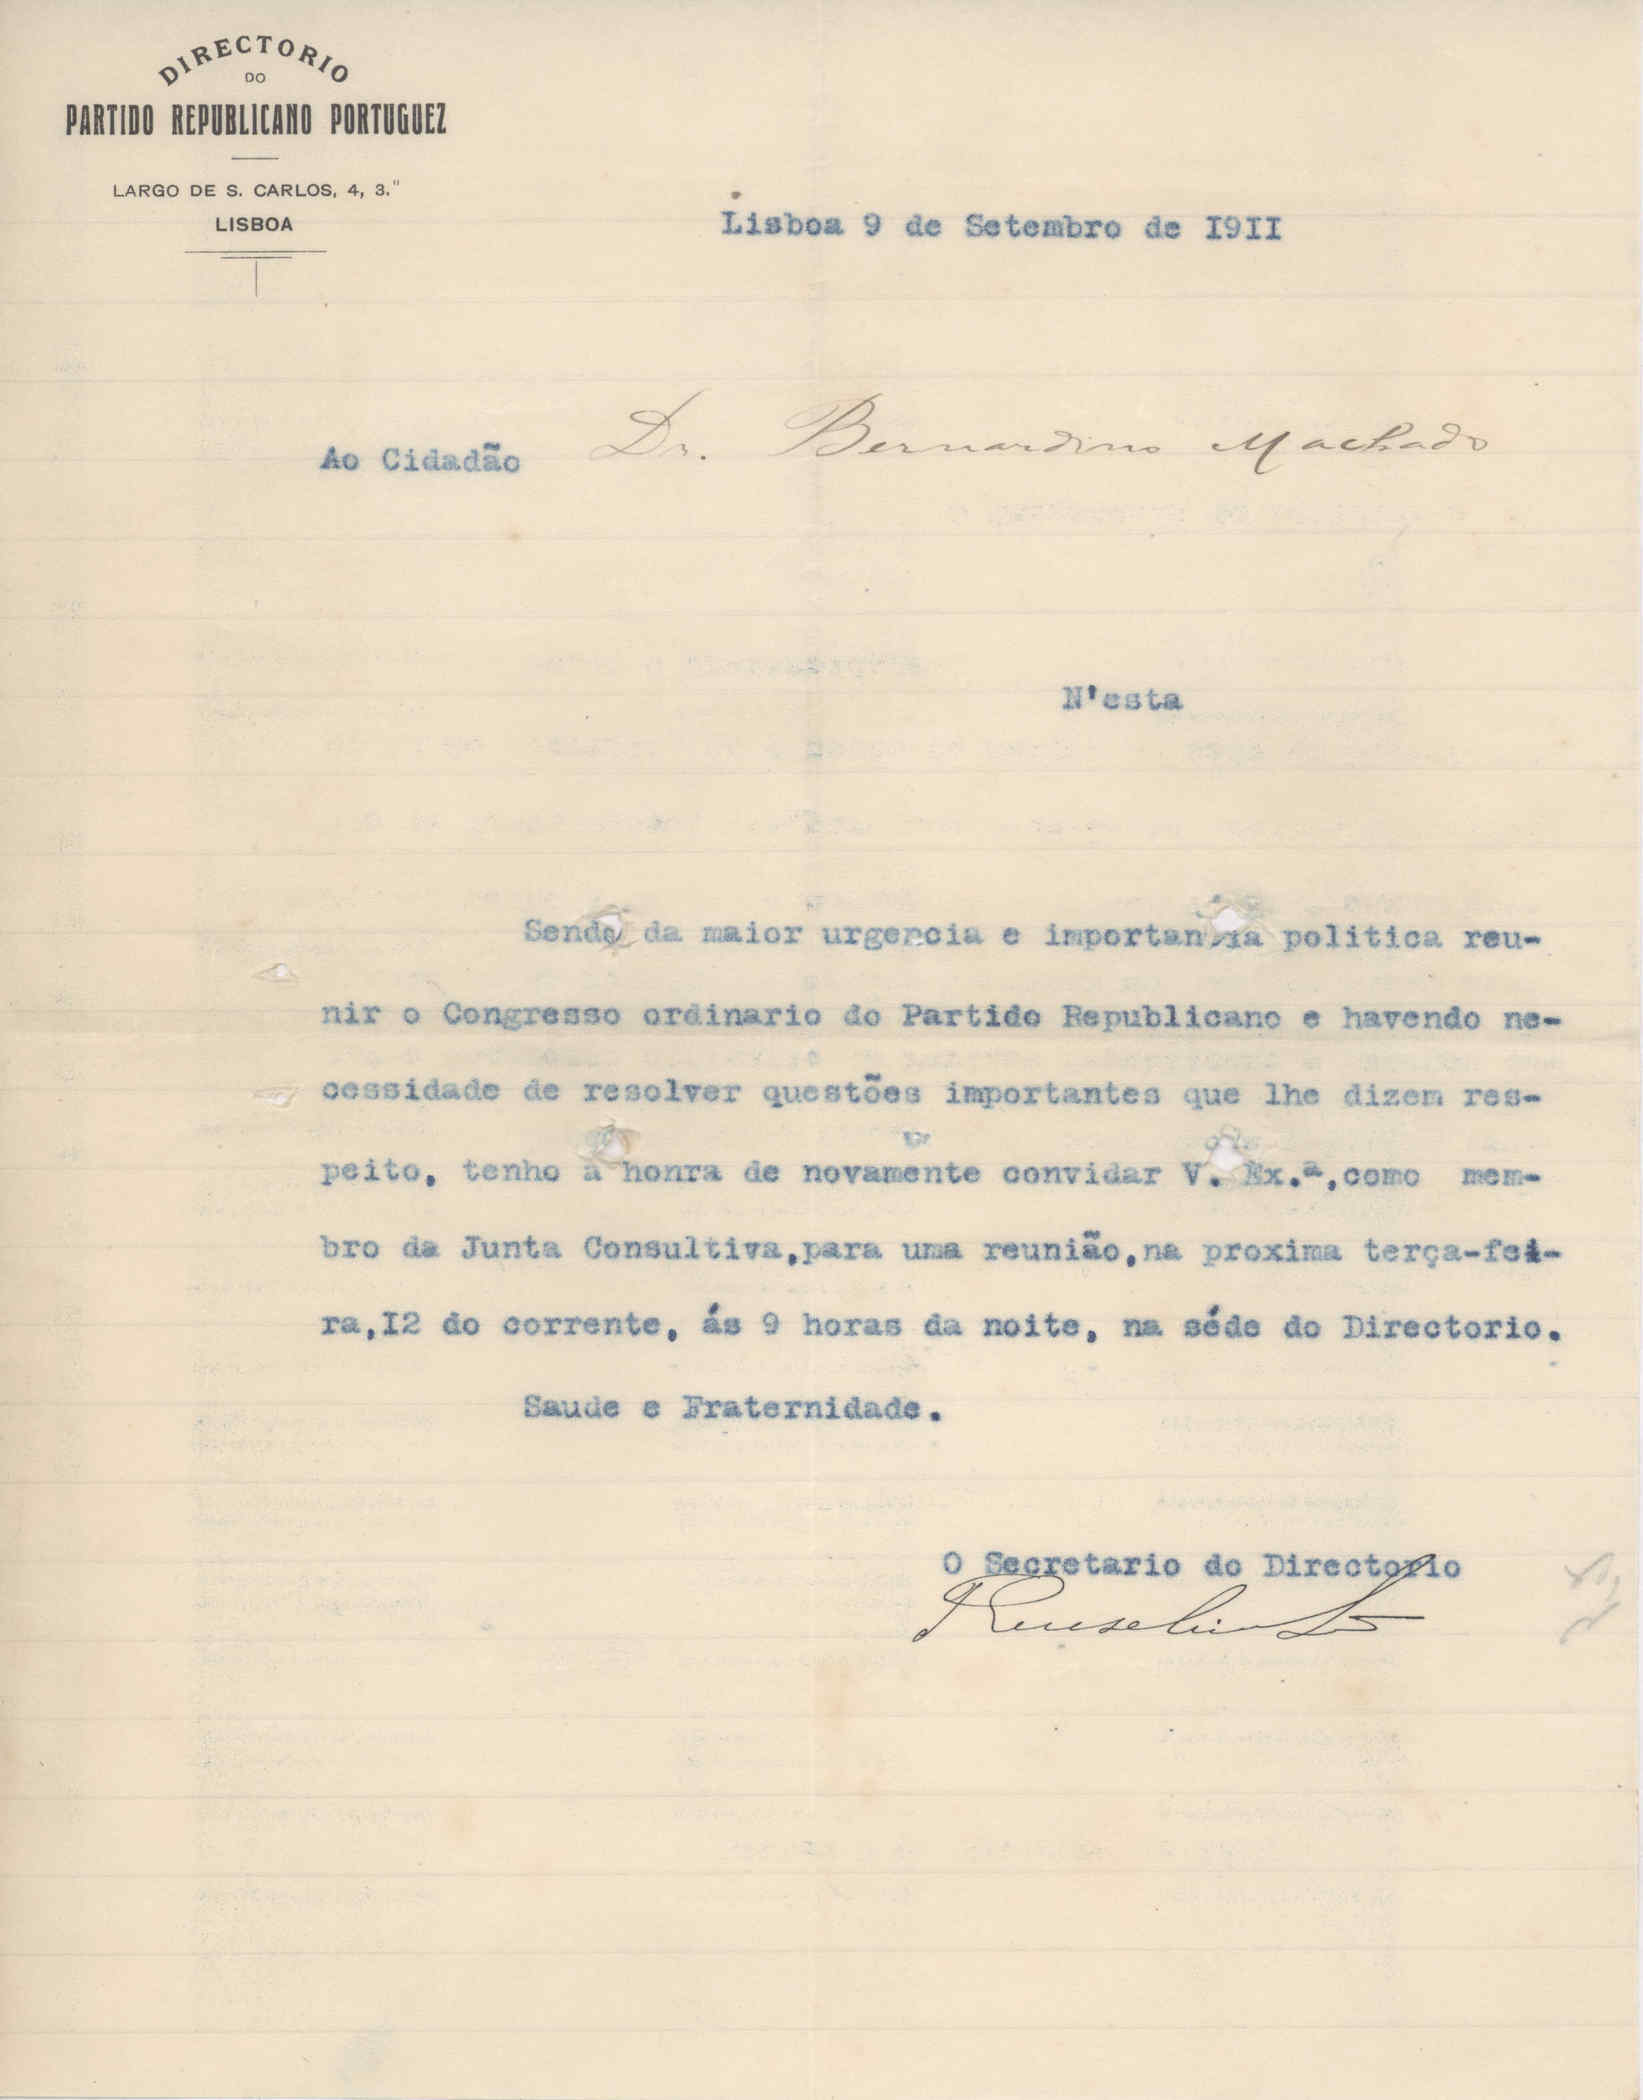 DIRECTORIO
DO
PARTIDO REPUBLICANO PORTUGUEZ
LARGO DE S. CARLOS, 4, 3.º
LISBOA
Lisboa 9 de Setembro de I9II
Ao Cidadão Dr. Bernardino Machado
N'esta
Sendo da maior urgencia e importancia politica reu-
nir o Congresso ordinario do Partido Republicano e havendo ne-
cessidade de resolver questões importantes que lhe dizem res-
peito, tenho a honra de novamente convidar V. Ex.ª,como mem-
bro da Junta Consultiva,para uma reunião,na proxima terça-fei-
ra,I2 do corrente, ás 9 horas da noite, na séde do Directorio.
Saude e Fraternidade.
O Secretario do Directorio